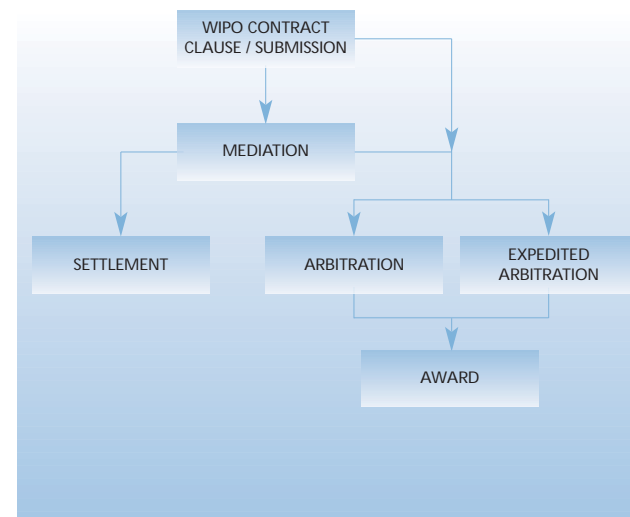 WIPO CONTRACT
CLAUSE / SUBMISSION
MEDIATION
SETTLEMENT
ARBITRATION
EXPEDITED
ARBITRATION
AWARD